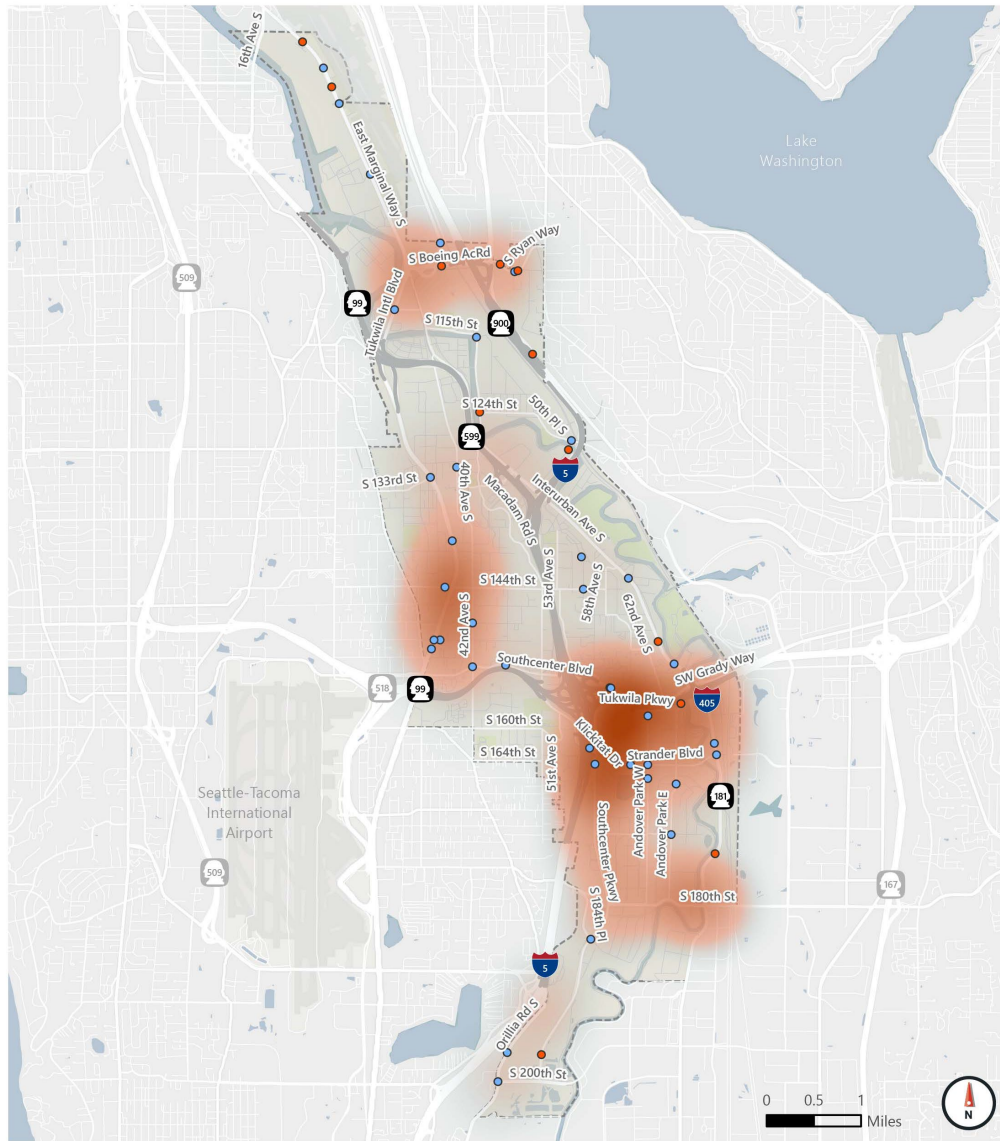 16th Ave S
Lake
Washington
East Marginal Way S
S Ryan Way
S Boeing AcRd
509
99
Tukwila Intl Blvd
S 115th St
900
S 124th St
50th Pl S
599
5
S 133rd St
40th Ave S
Macadam Rd S
Interurban Ave S
S 144th St
53rd Ave S
58th Ave S
62nd Ave S
42nd Ave S
Southcenter Blvd
SW Grady Way
518
99
Tukwila Pkwy
405
S 160th St
Klickitat Dr
S 164th St
Strander Blvd
51st Ave S
Seattle-Tacoma
International
Airport
Southcenter Pkwy
Andover Park W
Andover Park E
181
509
S 180th St
167
S 184th Pl
5
Orillia Rd S
S 200th St
0 0.5 1
Miles
N